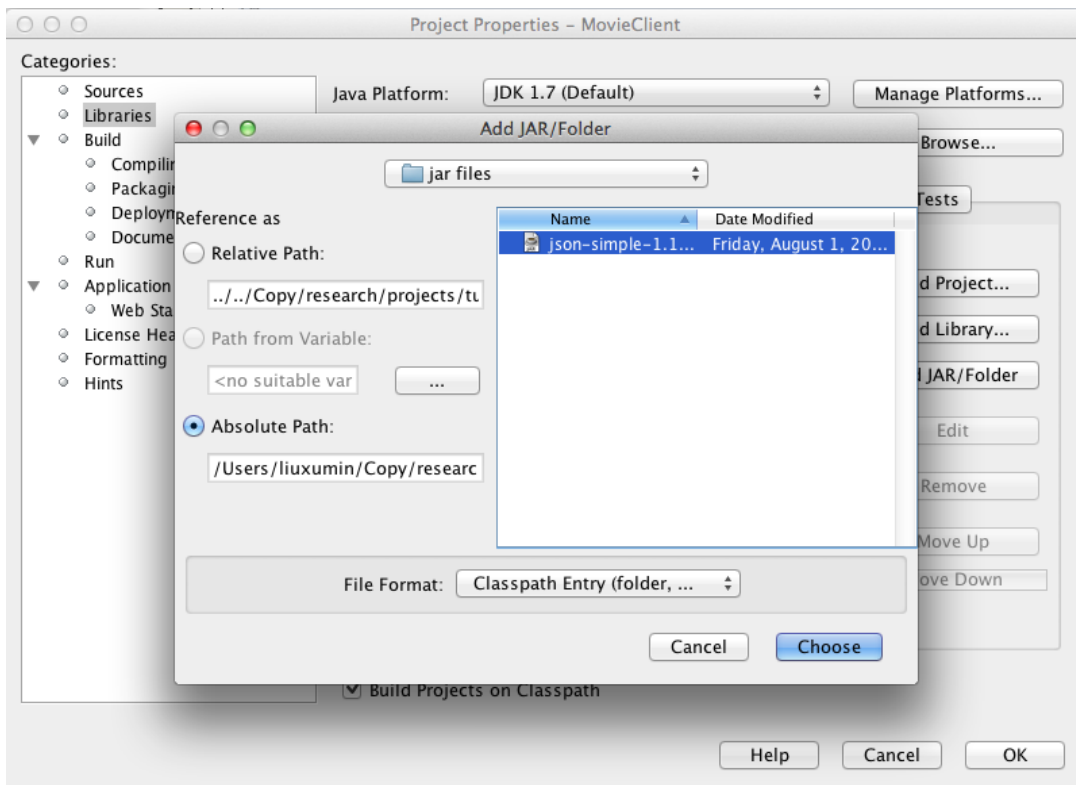 Project Properties – MovieClient
Categories:
Sources
Libraries
Build
Compilin
Packagin
Deployn
Docume
Run
Application
Web Sta
License Hea
Formatting
Hints
Java Platform:
JDK 1.7 (Default)
Manage Platforms...
Browse...
Tests
d Project...
d Library...
d JAR/Folder
Edit
Remove
Move Up
ove Down
Add JAR/Folder
jar files
Reference as
Relative Path:
../../Copy/research/projects/tu
Path from Variable:
<no suitable var
...
Absolute Path:
/Users/liuxumin/Copy/researc
Name Date Modified
json-simple-1.1... Friday, August 1, 20...
File Format: Classpath Entry (folder, ...
Cancel Choose
Build Projects on Classpath
Help Cancel OK